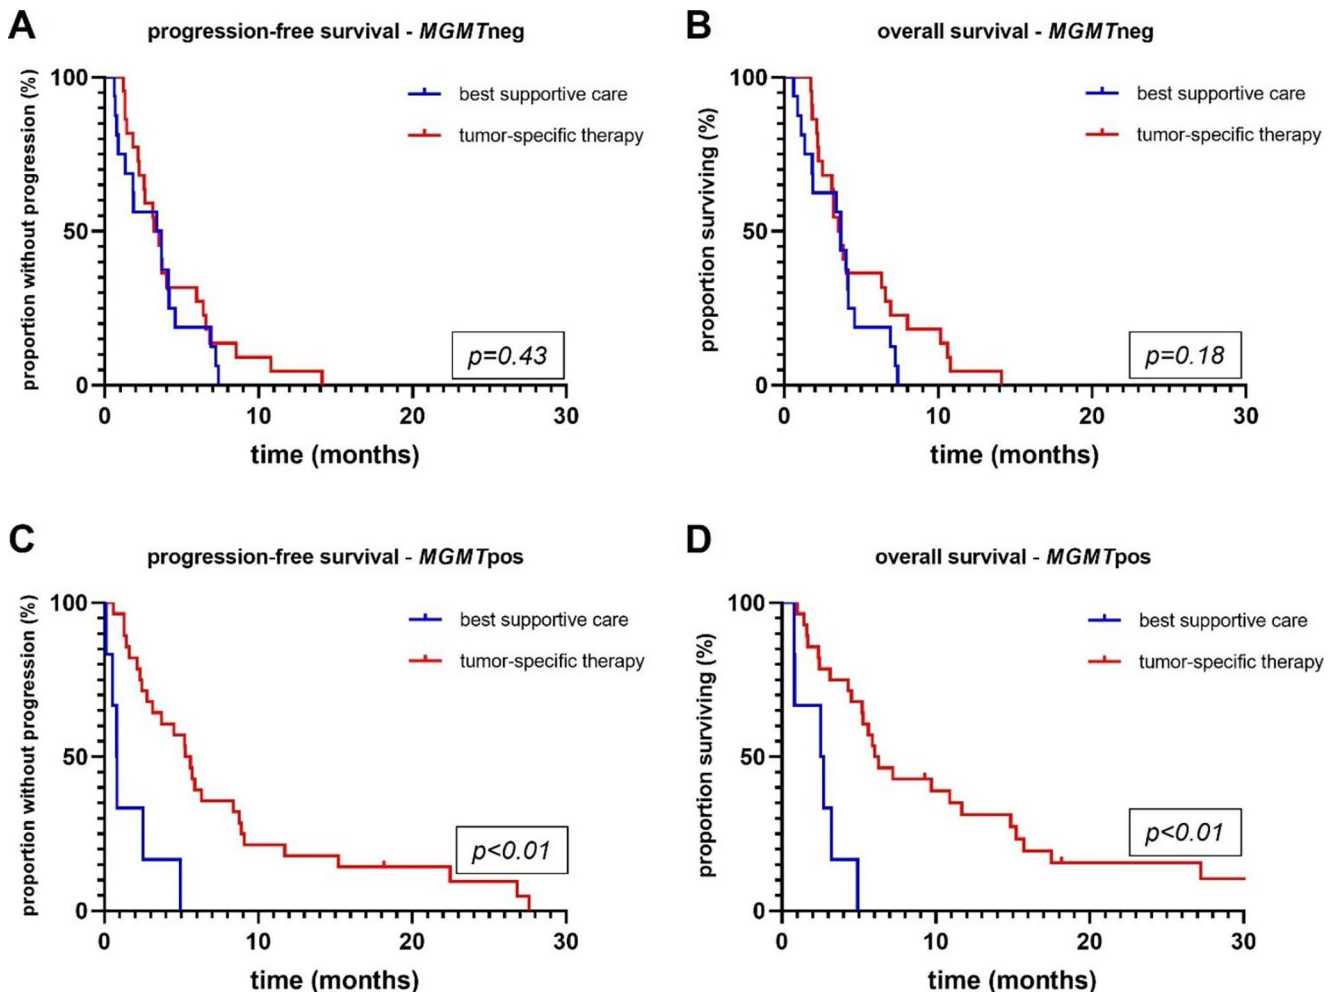 A
progression-free survival - MGMTneg
proportion without progression (%)
100
50
0
best supportive care
tumor-specific therapy
p=0.43
0 10 20 30
time (months)
B
overall survival - MGMTneg
proportion surviving (%)
100
50
0
best supportive care
tumor-specific therapy
p=0.18
0 10 20 30
time (months)
C
progression-free survival - MGMTpos
proportion without progression (%)
100
50
0
best supportive care
tumor-specific therapy
p<0.01
0 10 20 30
time (months)
D
overall survival - MGMTpos
proportion surviving (%)
100
50
0
best supportive care
tumor-specific therapy
p<0.01
0 10 20 30
time (months)